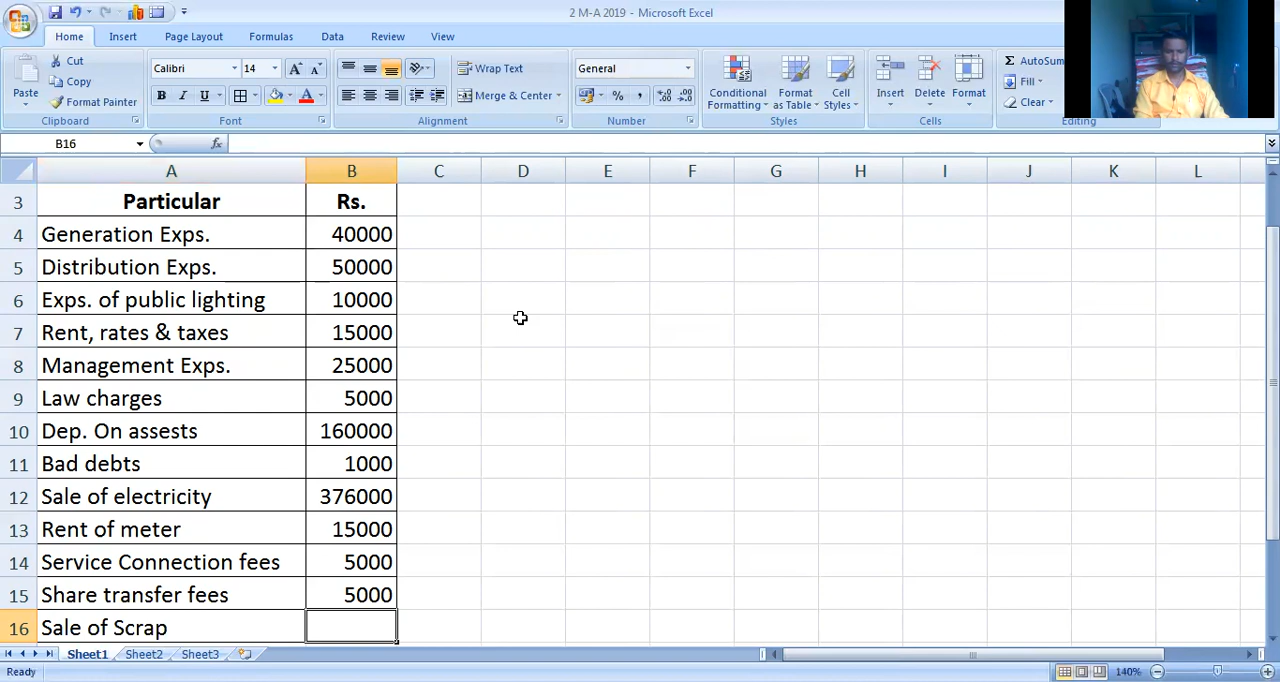 2 M-A 2019 - Microsoft Excel
Home Insert Page Layout Formulas Data Review View
Paste Cut Copy Format Painter Clipboard
Calibri 14 B I U Font
Wrap Text Merge & Center Alignment
General % , Number
Conditional Formatting Format as Table Cell Styles Styles
Insert Delete Format Cells
Σ AutoSum Fill Clear Editing
B16 fx
A B C D E F G H I J K L
3 Particular Rs.
4 Generation Exps. 40000
5 Distribution Exps. 50000
6 Exps. of public lighting 10000
7 Rent, rates & taxes 15000
8 Management Exps. 25000
9 Law charges 5000
10 Dep. On assests 160000
11 Bad debts 1000
12 Sale of electricity 376000
13 Rent of meter 15000
14 Service Connection fees 5000
15 Share transfer fees 5000
16 Sale of Scrap
Sheet1 Sheet2 Sheet3
Ready 140%